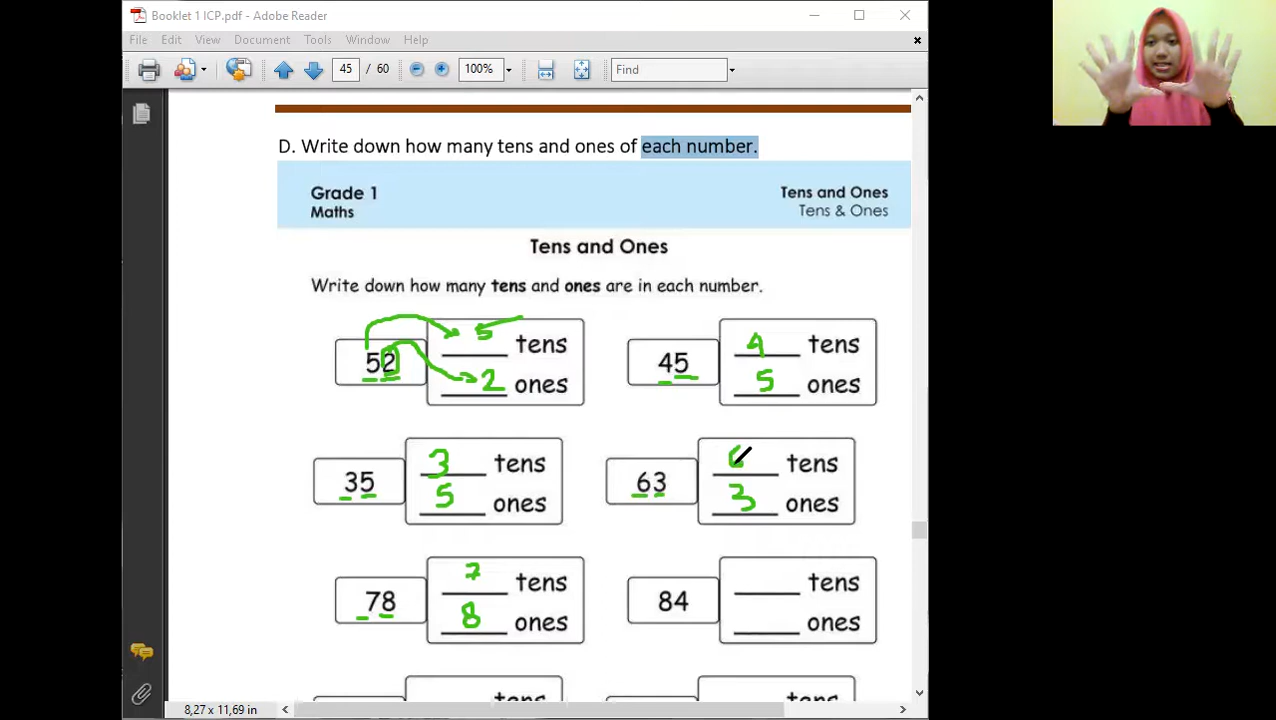 Booklet 1 ICP.pdf - Adobe Reader
File Edit View Document Tools Window Help
45 / 60 100% Find
D. Write down how many tens and ones of each number.
Grade 1 Tens and Ones
Maths Tens & Ones
Tens and Ones
Write down how many tens and ones are in each number.
52 5 tens 2 ones
45 4 tens 5 ones
35 3 tens 5 ones
63 tens 3 ones
78 7 tens 8 ones
84 tens ones
tens tens
8,27 x 11,69 in